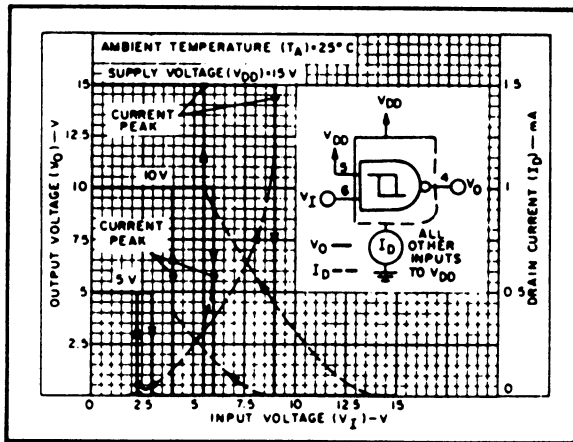 AMBIENT TEMPERATURE (TA)=25°C
SUPPLY VOLTAGE (VDD)=15V
CURRENT
PEAK
10V
CURRENT
PEAK
5V
OUTPUT VOLTAGE (VO)—V
15
12.5
10
7.5
5
2.5
0
2.5
5
7.5
10
12.5
15
INPUT VOLTAGE (VI)—V
DRAIN CURRENT (ID)—mA
1.5
1
0.5
0
VDD
VDD
5
VI
6
4
VO
ID
ALL
OTHER
INPUTS
TO VDD
VO —
ID ---